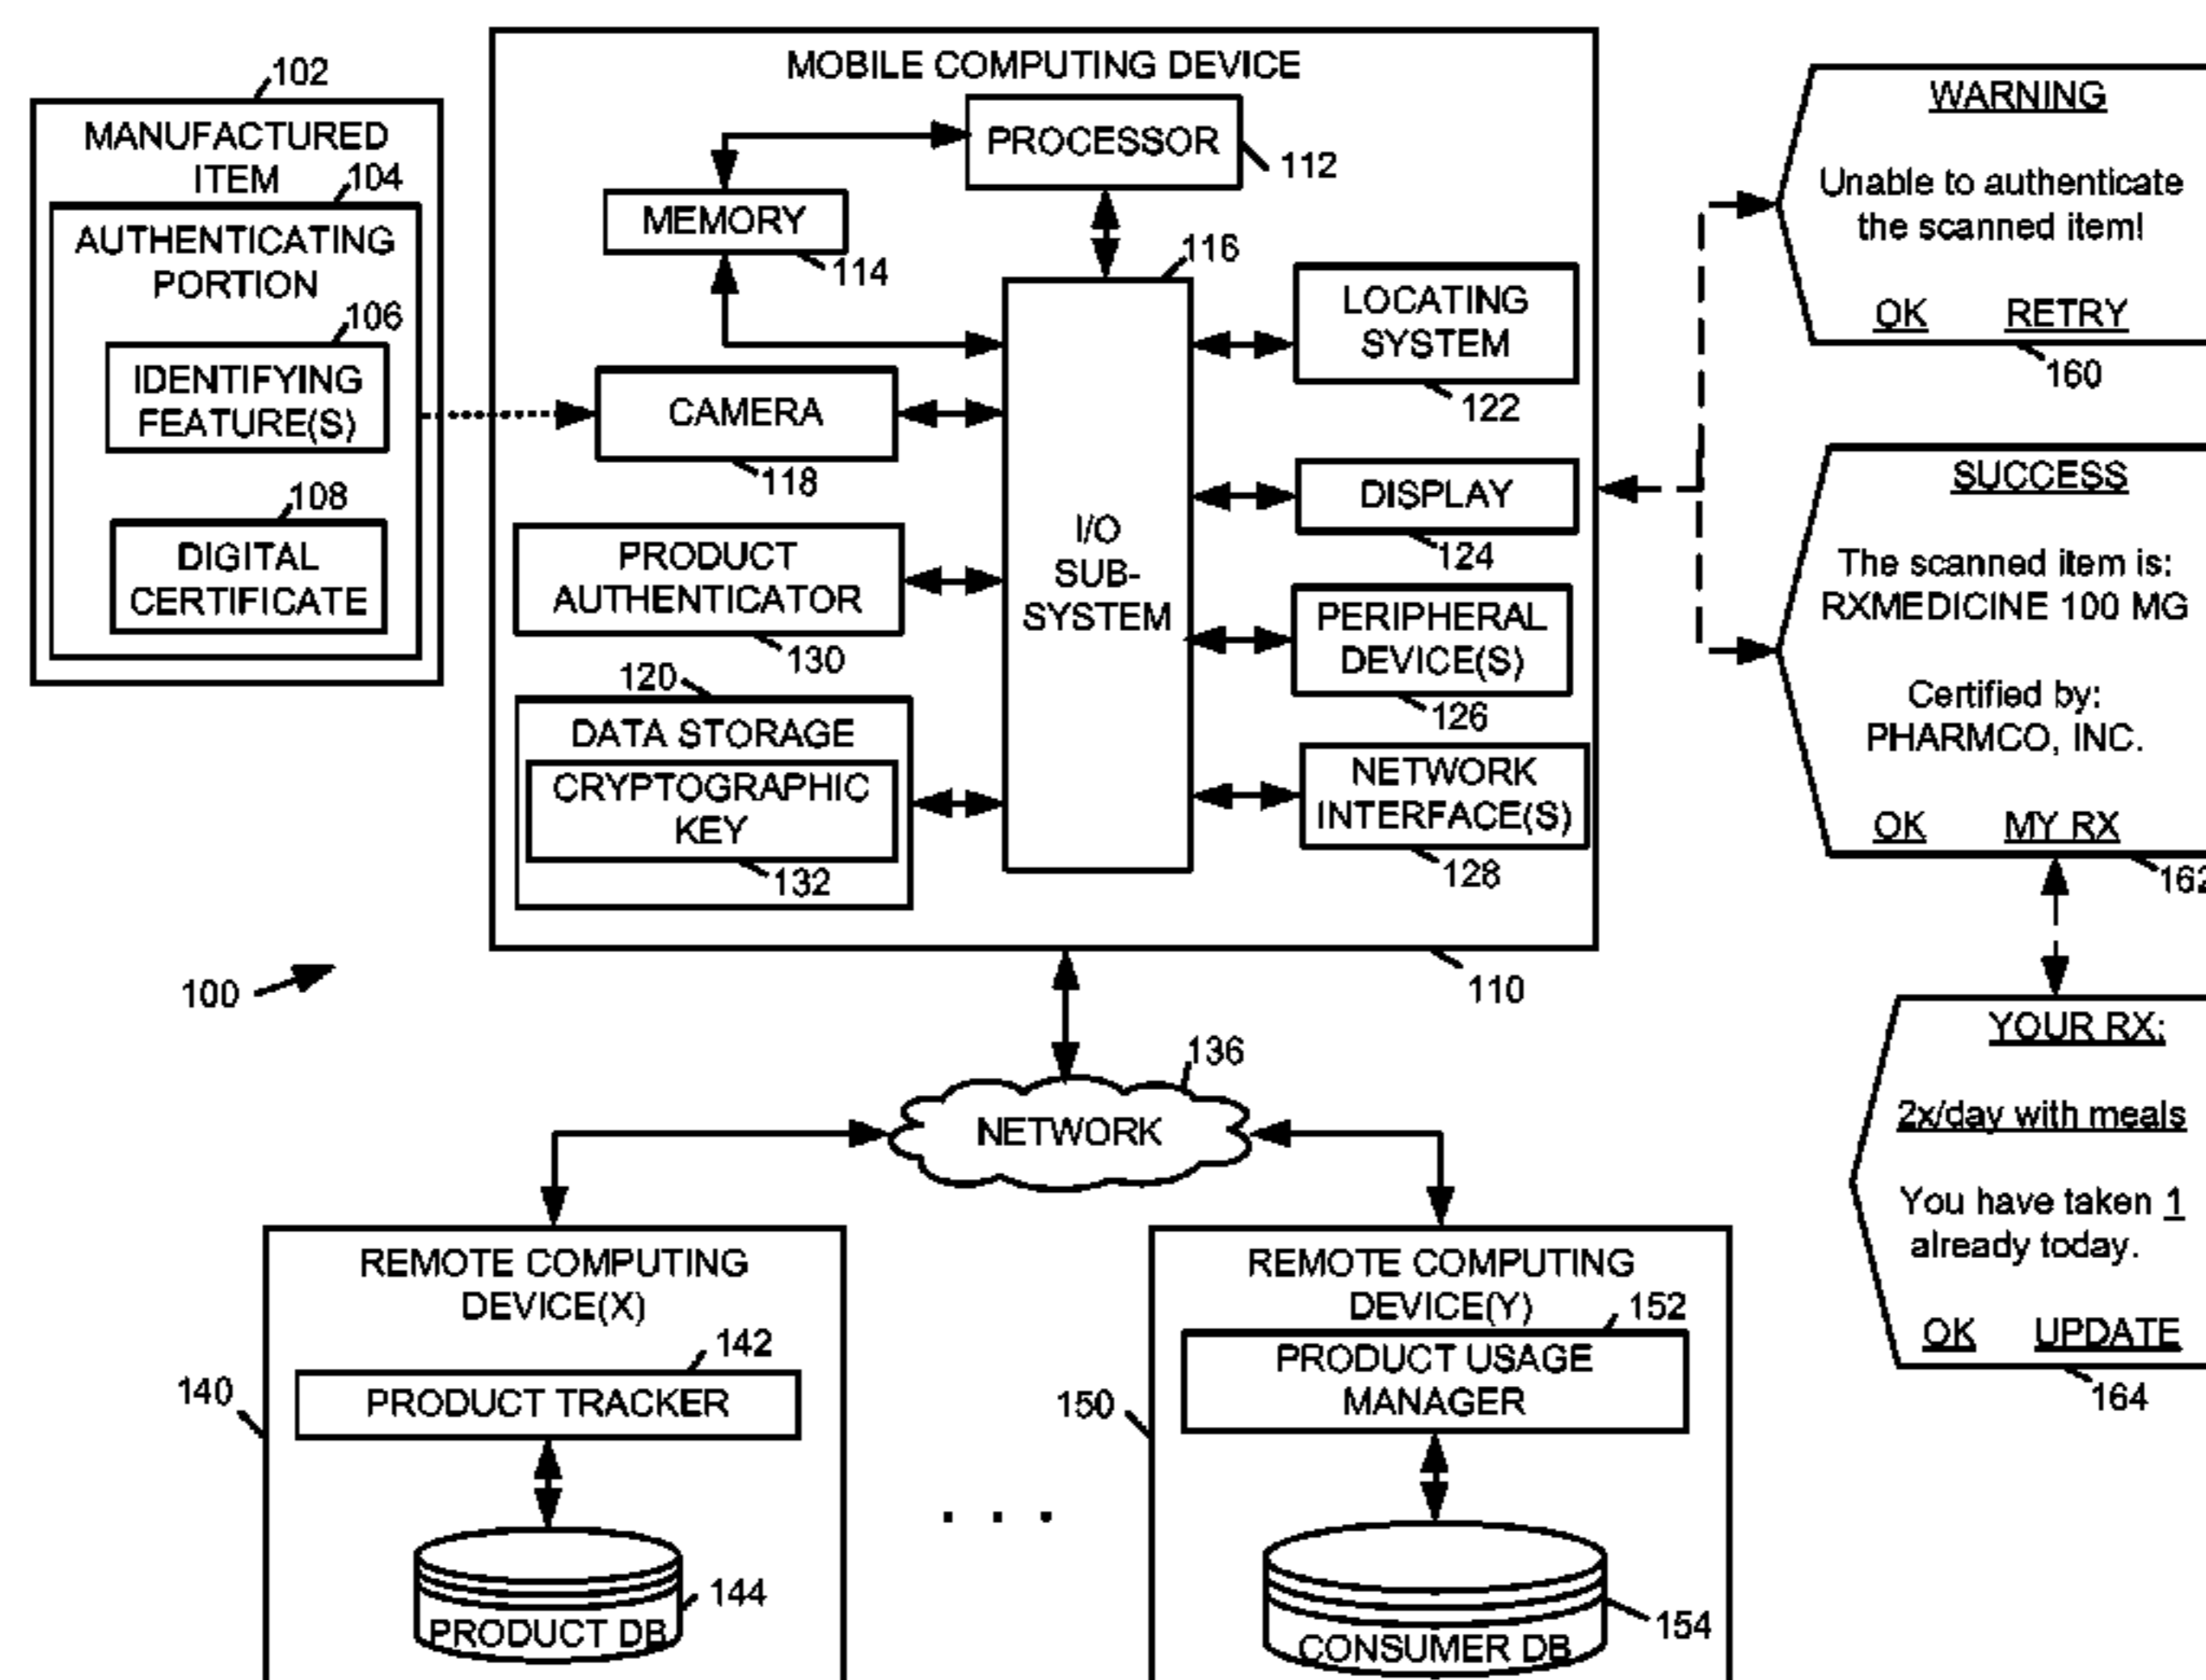 102
MANUFACTURED
ITEM
104
AUTHENTICATING
PORTION
106
IDENTIFYING
FEATURE(S)
108
DIGITAL
CERTIFICATE
MOBILE COMPUTING DEVICE
PROCESSOR
112
MEMORY
114
116
I/O
SUB-
SYSTEM
CAMERA
118
PRODUCT
AUTHENTICATOR
130
120
DATA STORAGE
CRYPTOGRAPHIC
KEY
132
LOCATING
SYSTEM
122
DISPLAY
124
PERIPHERAL
DEVICE(S)
126
NETWORK
INTERFACE(S)
128
110
WARNING
Unable to authenticate
the scanned item!
OK RETRY
160
SUCCESS
The scanned item is:
RXMEDICINE 100 MG
Certified by:
PHARMCO, INC.
OK MY RX
162
YOUR RX:
2x/day with meals
You have taken 1
already today.
OK UPDATE
164
100
136
NETWORK
REMOTE COMPUTING
DEVICE(X)
142
140
PRODUCT TRACKER
144
PRODUCT DB
. . .
REMOTE COMPUTING
DEVICE(Y)
152
150
PRODUCT USAGE
MANAGER
154
CONSUMER DB